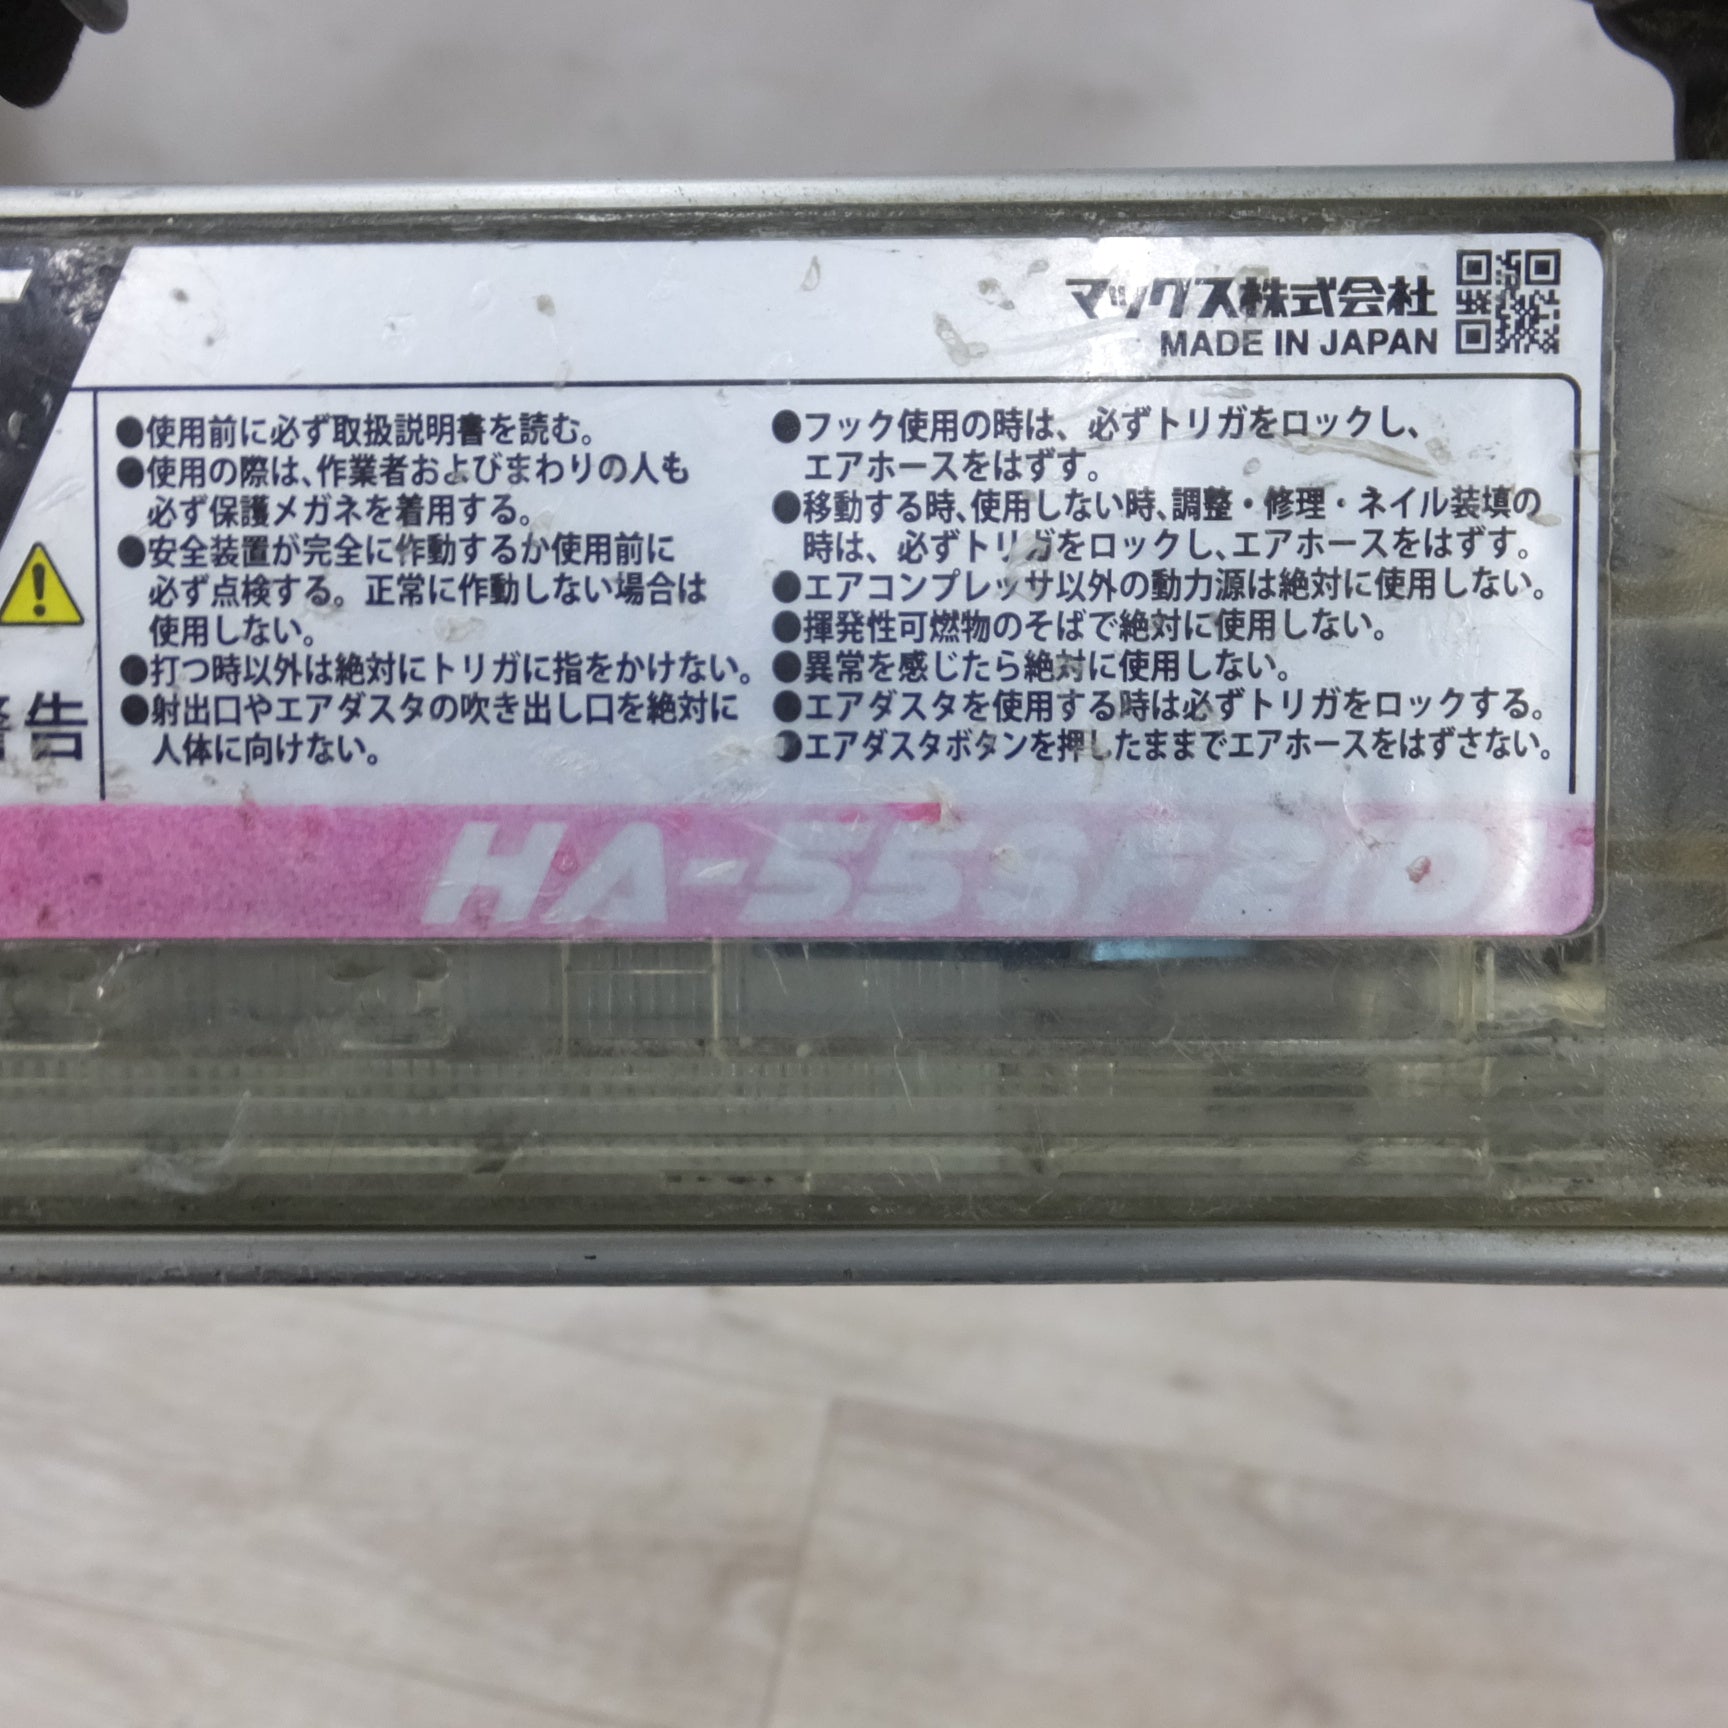 マックス株式会社
MADE IN JAPAN
●使用前に必ず取扱説明書を読む。
●使用の際は、作業者およびまわりの人も
必ず保護メガネを着用する。
●安全装置が完全に作動するか使用前に
必ず点検する。正常に作動しない場合は
使用しない。
●打つ時以外は絶対にトリガに指をかけない。
●射出口やエアダスタの吹き出し口を絶対に
人体に向けない。
●フック使用の時は、必ずトリガをロックし、
エアホースをはずす。
●移動する時、使用しない時、調整・修理・ネイル装填の
時は、必ずトリガをロックし、エアホースをはずす。
●エアコンプレッサ以外の動力源は絶対に使用しない。
●揮発性可燃物のそばで絶対に使用しない。
●異常を感じたら絶対に使用しない。
●エアダスタを使用する時は必ずトリガをロックする。
●エアダスタボタンを押したままでエアホースをはずさない。
警告